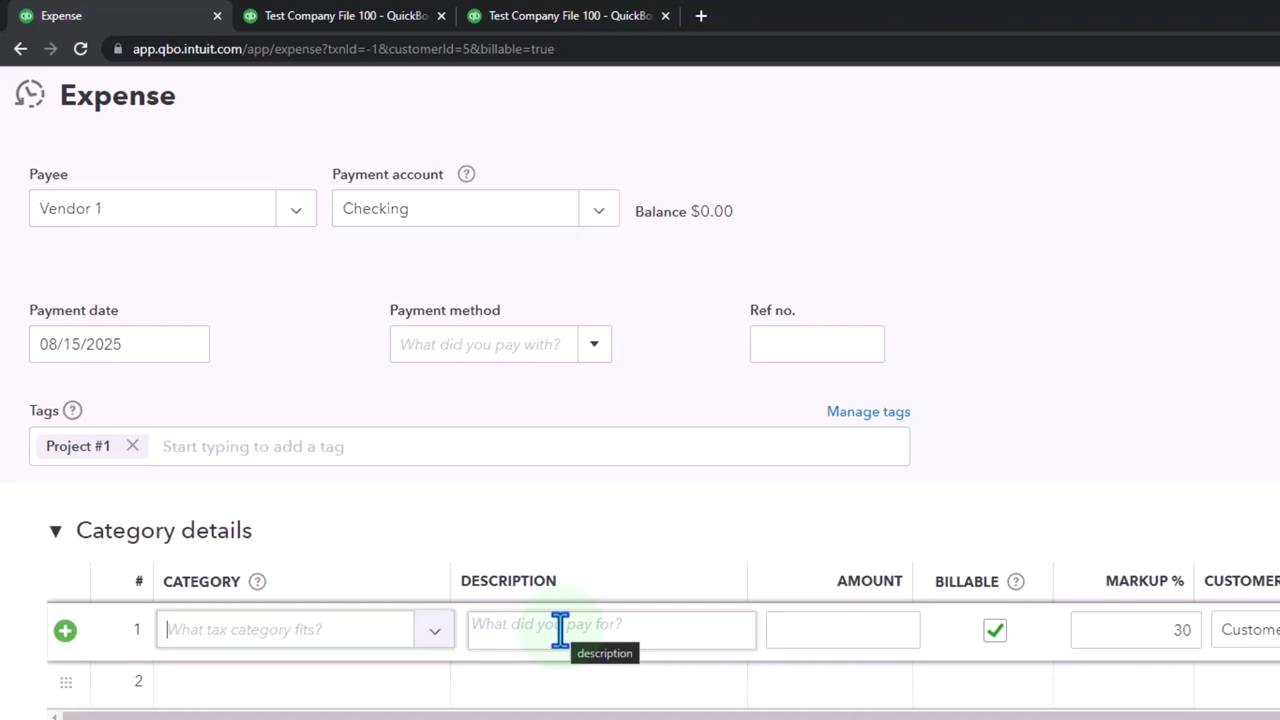 Expense
Test Company File 100 - QuickBo
Test Company File 100 - QuickBo
app.qbo.intuit.com/app/expense?txnId=-1&customerId=5&billable=true
Expense
Payee
Payment account
Vendor 1
Checking
Balance $0.00
Payment date
Payment method
Ref no.
08/15/2025
What did you pay with?
Tags
Manage tags
Project #1
Start typing to add a tag
Category details
# CATEGORY DESCRIPTION AMOUNT BILLABLE MARKUP % CUSTOME
1 What tax category fits? What did you pay for? 30 Custome
description
2